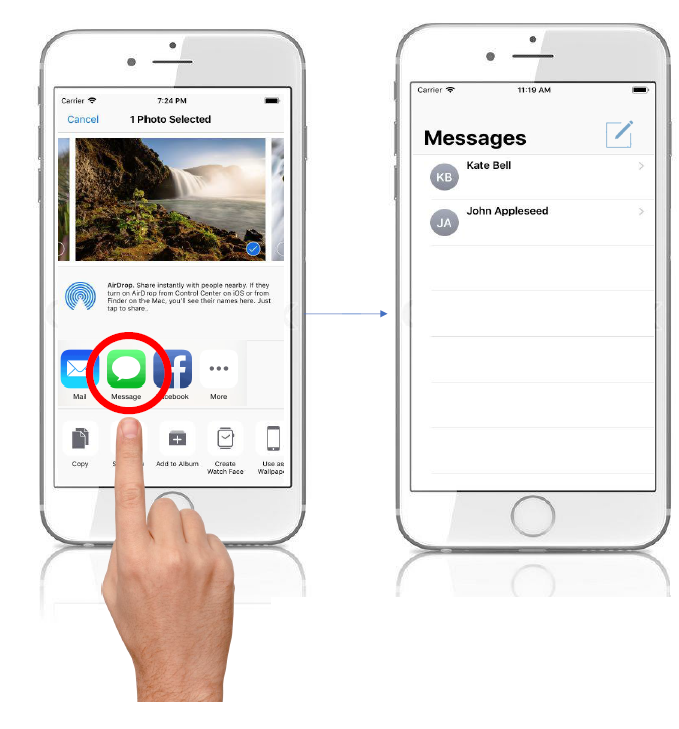 Carrier 7:24 PM
Cancel 1 Photo Selected
AirDrop. Share instantly with people nearby. If they
turn on AirDrop from Control Center on iOS or from
Finder on the Mac, you'll see their names here. Just
tap to share.
Mail Message cebook More
Copy Add to Album Create Use as
Watch Face Wallpape
Carrier 11:19 AM
Messages
KB Kate Bell
JA John Appleseed